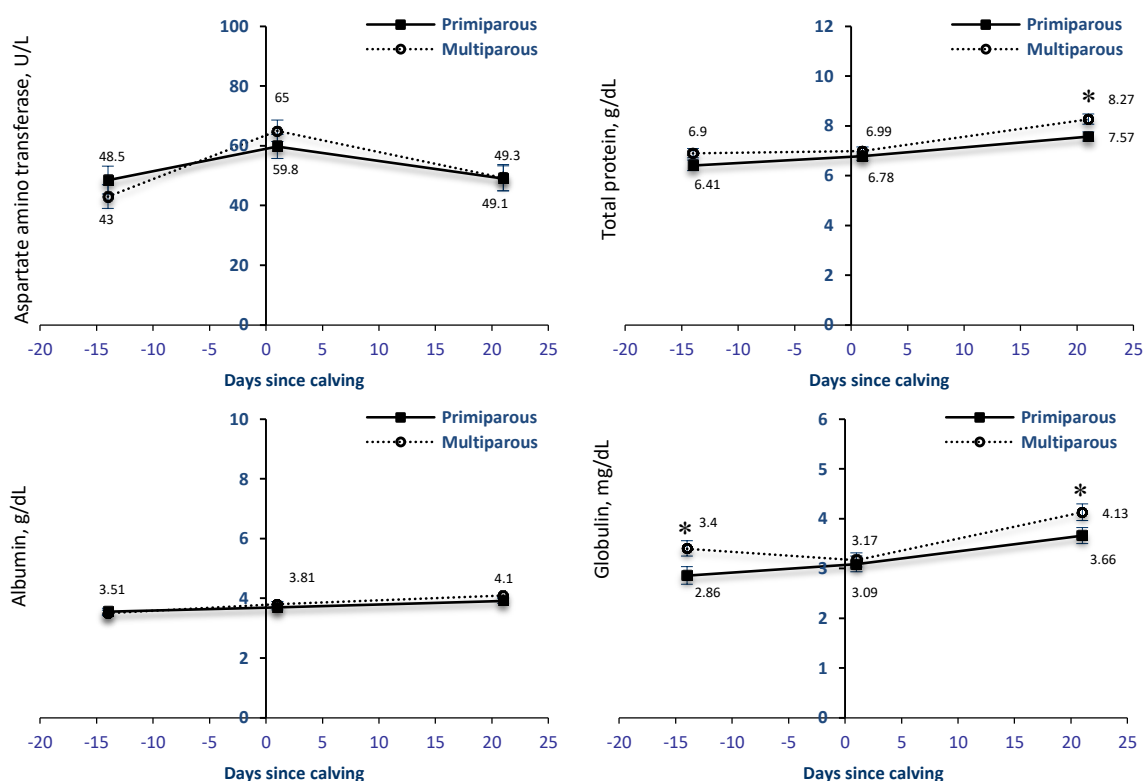 Aspartate amino transferase, U/L
Primiparous
Multiparous
100
80
60
40
20
0
48.5
43
65
59.8
49.3
49.1
-20 -15 -10 -5 0 5 10 15 20 25
Days since calving
Total protein, g/dL
Primiparous
Multiparous
12
10
8
6
4
2
0
6.9
6.41
6.99
6.78
* 8.27
7.57
-20 -15 -10 -5 0 5 10 15 20 25
Days since calving
Albumin, g/dL
Primiparous
Multiparous
10
8
6
4
2
0
3.51
3.81
4.1
-20 -15 -10 -5 0 5 10 15 20 25
Days since calving
Globulin, mg/dL
Primiparous
Multiparous
6
5
4
3
2
1
0
* 3.4
2.86
3.17
3.09
* 4.13
3.66
-20 -15 -10 -5 0 5 10 15 20 25
Days since calving